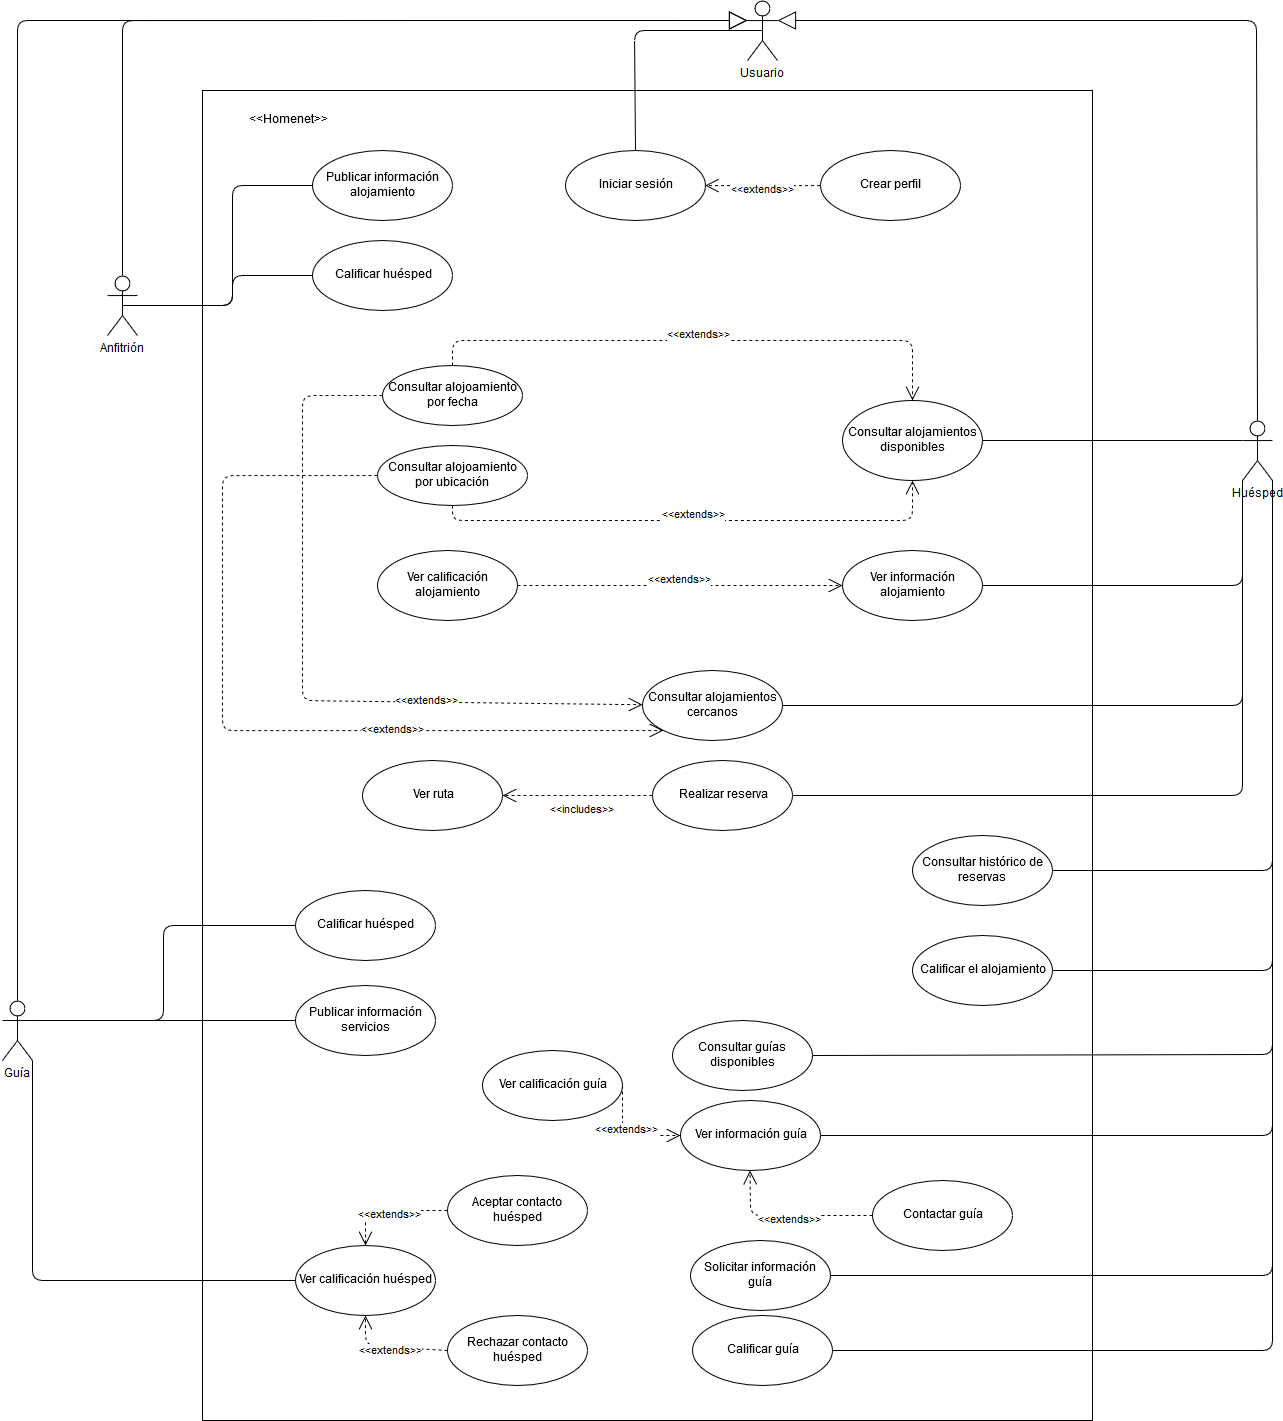 Usuario
<<Homenet>>
Publicar información
alojamiento
Iniciar sesión
<<extends>>
Crear perfil
Calificar huésped
Anfitrión
<<extends>>
Consultar alojoamiento
por fecha
Consultar alojamientos
disponibles
Consultar alojoamiento
por ubicación
Huésped
<<extends>>
Ver calificación
alojamiento
<<extends>>
Ver información
alojamiento
Consultar alojamientos
cercanos
<<extends>>
<<extends>>
Ver ruta
<<includes>>
Realizar reserva
Consultar histórico de
reservas
Calificar huésped
Calificar el alojamiento
Publicar información
servicios
Guía
Consultar guías
disponibles
Ver calificación guía
<<extends>>
Ver información guía
Aceptar contacto
huésped
<<extends>>
<<extends>>
Contactar guía
Ver calificación huésped
Solicitar información
guía
Rechazar contacto
huésped
<<extends>>
Calificar guía